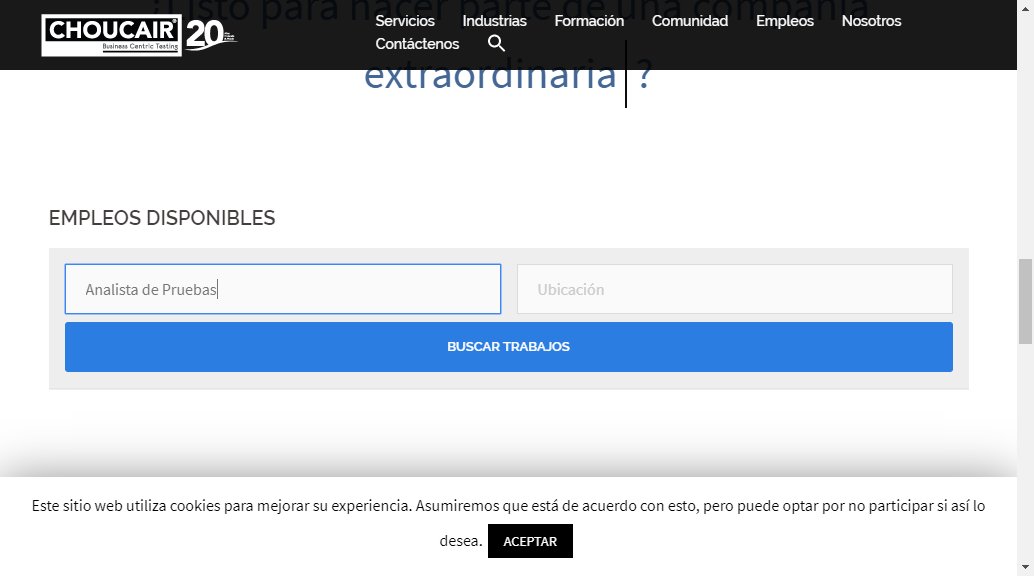 ¿Listo para hacer parte de una compañía
CHOUCAIR
Business Centric Testing
20
Servicios Industrias Formación Comunidad Empleos Nosotros
Contáctenos
extraordinaria ?
EMPLEOS DISPONIBLES
Analista de Pruebas Ubicación
BUSCAR TRABAJOS
Este sitio web utiliza cookies para mejorar su experiencia. Asumiremos que está de acuerdo con esto, pero puede optar por no participar si así lo
desea. ACEPTAR